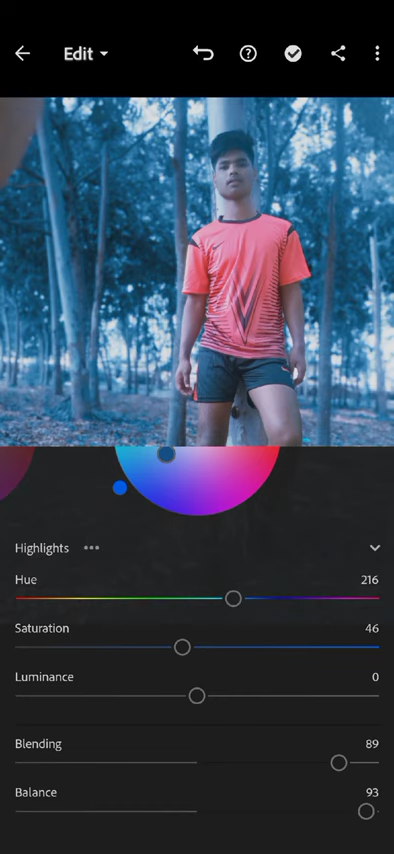 Edit
Highlights
Hue 216
Saturation 46
Luminance 0
Blending 89
Balance 93